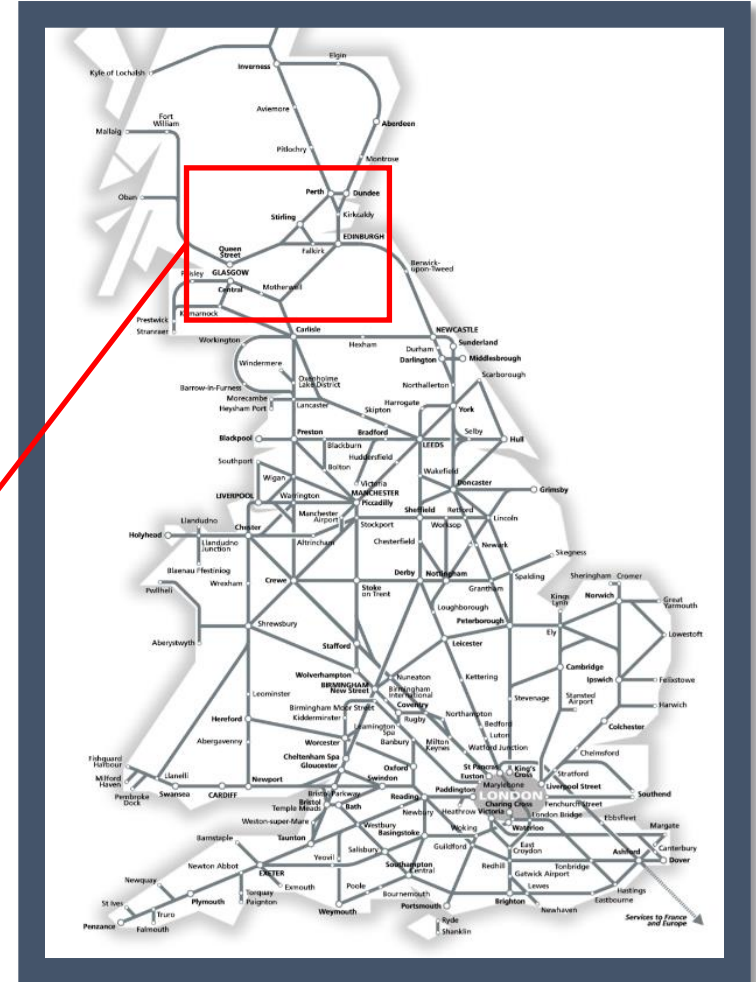 Elgin
Inverness
Kyle of Lochalsh
Aviemore
Fort
William
Mallaig
Aberdeen
Pitlochry
Montrose
Perth
Dundee
Oban
Kirkcaldy
Stirling
EDINBURGH
Queen
Street
Falkirk
Berwick-
upon-Tweed
GLASGOW
Central
Motherwell
Kilmarnock
Prestwick
Stranraer
Carlisle
NEWCASTLE
Workington
Hexham
Sunderland
Durham
Darlington
Middlesbrough
Windermere
Scarborough
Oxenholme
Lake District
Northallerton
Barrow-in-Furness
Morecambe
Heysham Port
Lancaster
Harrogate
York
Skipton
Blackpool
Preston
Bradford
Selby
Hull
Blackburn
LEEDS
Huddersfield
Southport
Bolton
Wakefield
Wigan
Victoria
Doncaster
LIVERPOOL
Warrington
MANCHESTER
Piccadilly
Grimsby
Manchester
Airport
Sheffield
Retford
Llandudno
Stockport
Worksop
Lincoln
Holyhead
Chester
Llandudno
Junction
Altrincham
Chesterfield
Newark
Skegness
Blaenau Ffestiniog
Derby
Nottingham
Pwllheli
Wrexham
Crewe
Stoke
on Trent
Grantham
Spalding
Sheringham
Cromer
Kings
Lynn
Norwich
Great
Yarmouth
Loughborough
Shrewsbury
Peterborough
Ely
Lowestoft
Aberystwyth
Stafford
Leicester
Wolverhampton
Cambridge
BIRMINGHAM
New Street
Nuneaton
Kettering
Ipswich
Felixstowe
Birmingham
International
Leominster
Coventry
Stevenage
Stansted
Airport
Harwich
Birmingham Moor Street
Kidderminster
Rugby
Northampton
Hereford
Leamington
Spa
Bedford
Colchester
Worcester
Banbury
Milton
Keynes
Luton
Abergavenny
Watford Junction
Chelmsford
Cheltenham Spa
Gloucester
Oxford
St Pancras
Euston
King's
Cross
Fishguard
Harbour
Llanelli
Newport
Swindon
Stratford
Milford
Haven
Marylebone
Liverpool Street
Paddington
LONDON
Southend
Pembroke
Dock
Swansea
CARDIFF
Bristol Parkway
Reading
Fenchurch Street
Bristol
Temple Meads
Bath
Charing Cross
Newbury
Heathrow
Victoria
London Bridge
Ebbsfleet
Weston-super-Mare
Westbury
Basingstoke
Waterloo
Margate
Barnstaple
Taunton
Woking
East
Croydon
Canterbury
Salisbury
Guildford
Ashford
Dover
Yeovil
Newton Abbot
Southampton
Central
Redhill
Tonbridge
EXETER
Gatwick Airport
Newquay
Exmouth
Poole
Hastings
Torquay
Paignton
Bournemouth
Lewes
Eastbourne
St Ives
Plymouth
Weymouth
Portsmouth
Brighton
Newhaven
Truro
Penzance
Falmouth
Ryde
Shanklin
Services to France
and Europe